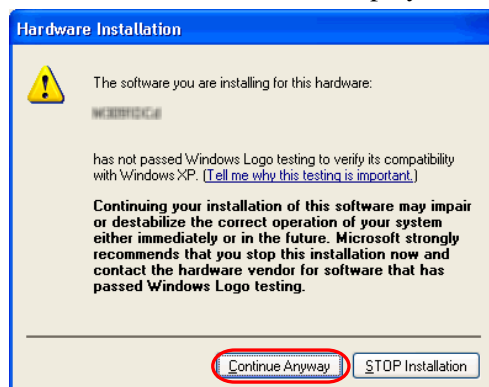 Hardware Installation
The software you are installing for this hardware:
has not passed Windows Logo testing to verify its compatibility
with Windows XP. (Tell me why this testing is important.)
Continuing your installation of this software may impair
or destabilize the correct operation of your system
either immediately or in the future. Microsoft strongly
recommends that you stop this installation now and
contact the hardware vendor for software that has
passed Windows Logo testing.
Continue Anyway STOP Installation